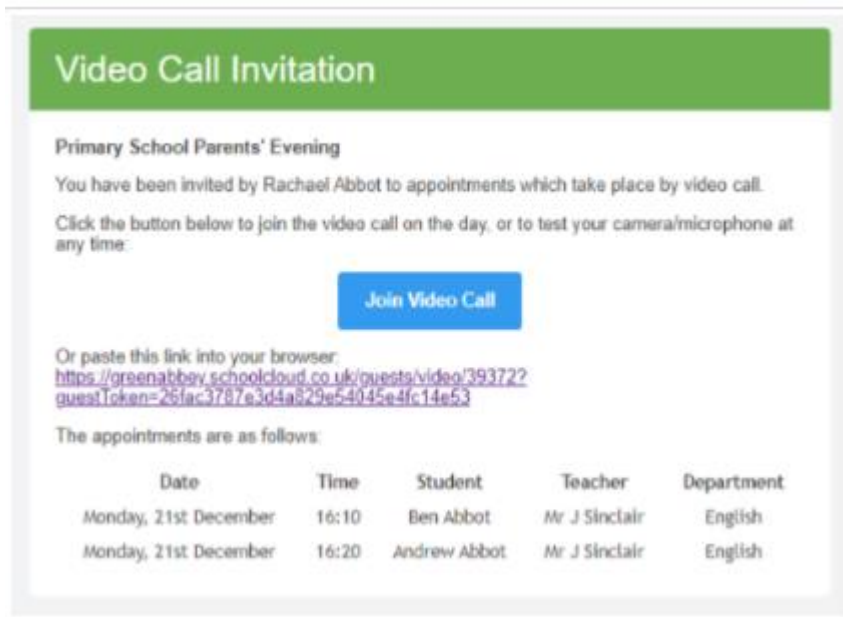 Video Call Invitation
Primary School Parents' Evening
You have been invited by Rachael Abbot to appointments which take place by video call.
Click the button below to join the video call on the day, or to test your camera/microphone at
any time:
Join Video Call
Or paste this link into your browser:
https://greenabbey.schoolcloud.co.uk/guests/video/39372?
guestToken=26fac3787e3d4a829e54045e4fc14e53
The appointments are as follows:
Date Time Student Teacher Department
Monday, 21st December 16:10 Ben Abbot Mr J Sinclair English
Monday, 21st December 16:20 Andrew Abbot Mr J Sinclair English